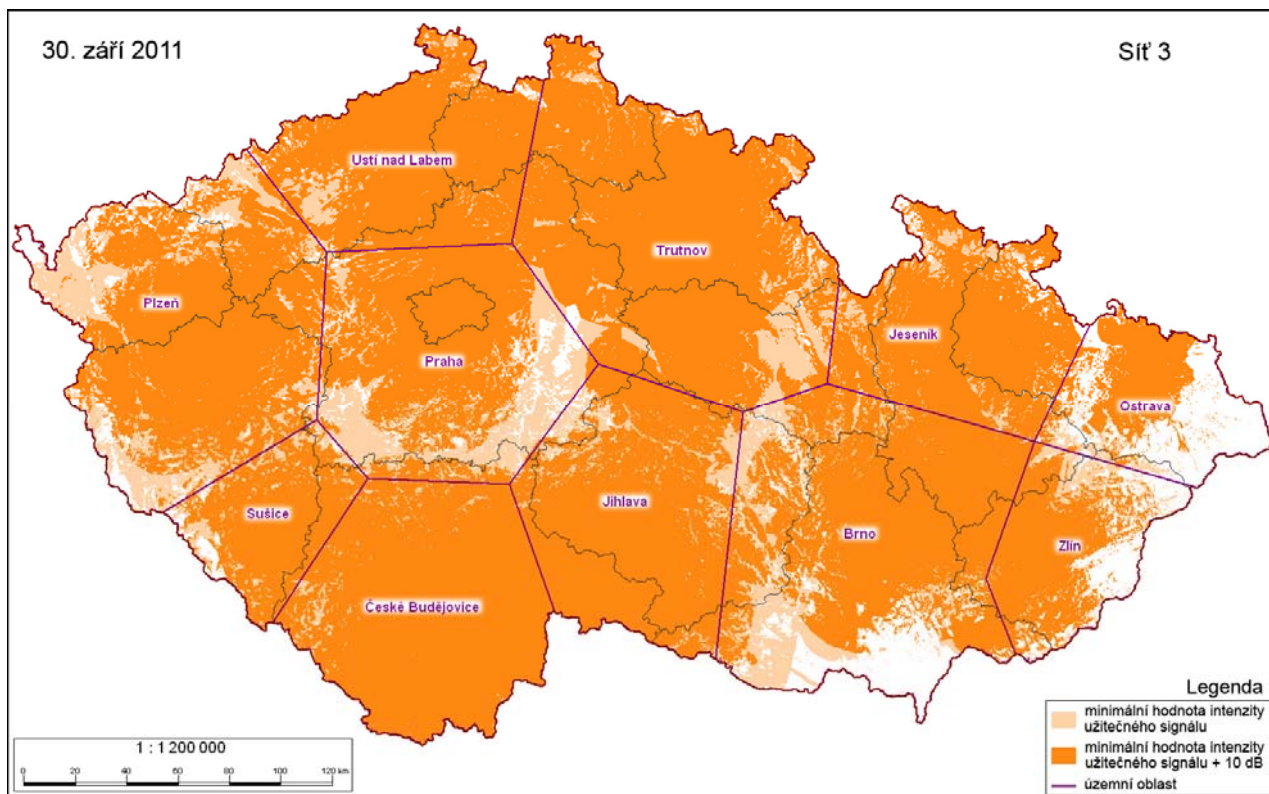 30. září 2011
Síť 3
Ústí nad Labem
Trutnov
Plzeň
Jeseník
Praha
Ostrava
Sušice
Jihlava
Brno
Zlín
České Budějovice
Legenda
minimální hodnota intenzity
užitečného signálu
minimální hodnota intenzity
užitečného signálu + 10 dB
územní oblast
1 : 1 200 000
0 20 40 60 80 100 120 km